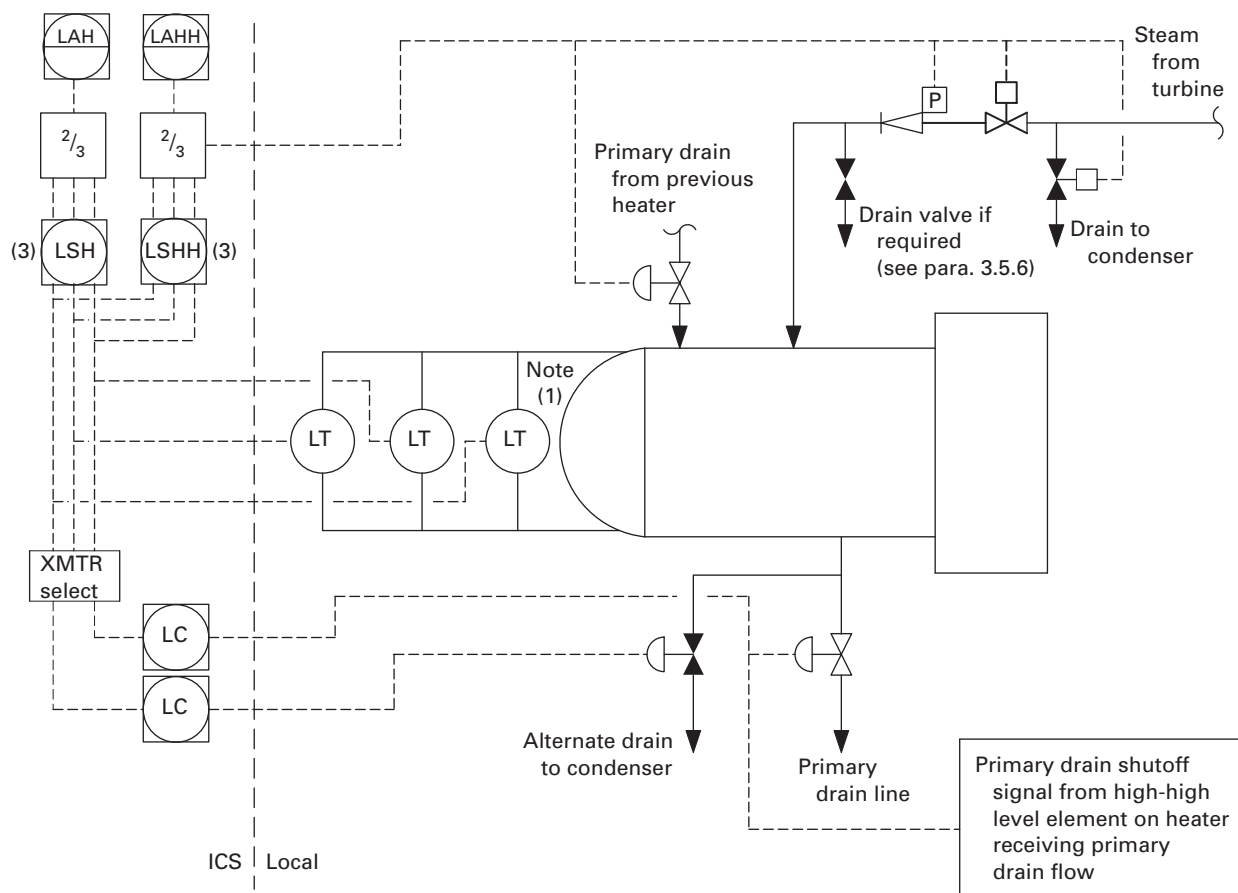 LAH
LAHH
Steam
from
turbine
P
2/3
2/3
Primary drain
from previous
heater
Drain valve if
required
(see para. 3.5.6)
Drain to
condenser
(3)
LSH
LSHH
(3)
Note
(1)
LT
LT
LT
XMTR
select
LC
LC
Alternate drain
to condenser
Primary
drain line
Primary drain shutoff
signal from high-high
level element on heater
receiving primary
drain flow
ICS
Local